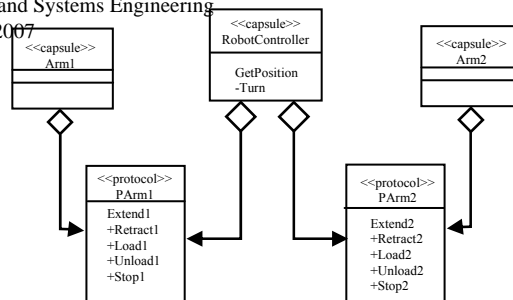 and Systems Engineering
2007
<<capsule>>
Arm1
<<capsule>>
RobotController
GetPosition
-Turn
<<capsule>>
Arm2
<<protocol>>
PArm1
Extend1
+Retract1
+Load1
+Unload1
+Stop1
<<protocol>>
PArm2
Extend2
+Retract2
+Load2
+Unload2
+Stop2